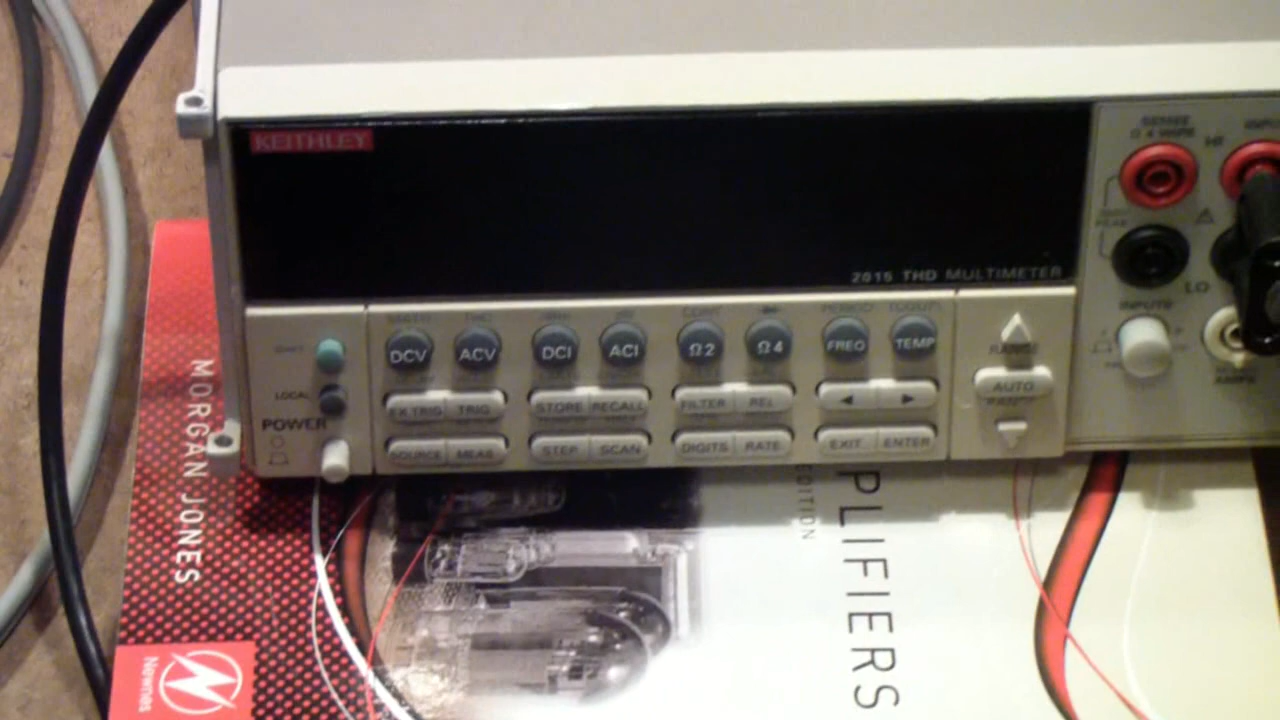 KEITHLEY
2015 THD MULTIMETER
SENSE
Ω 4 WIRE
HI
LO
INPUTS
DCV ACV DCI ACI Ω2 Ω4 FREQ TEMP
RANGE
AUTO
LOCAL
POWER
EX TRIG TRIG STORE RECALL FILTER REL
SOURCE MEAS STEP SCAN DIGITS RATE EXIT ENTER
MORGAN JONES
Newnes
EDITION
PLIFIERS